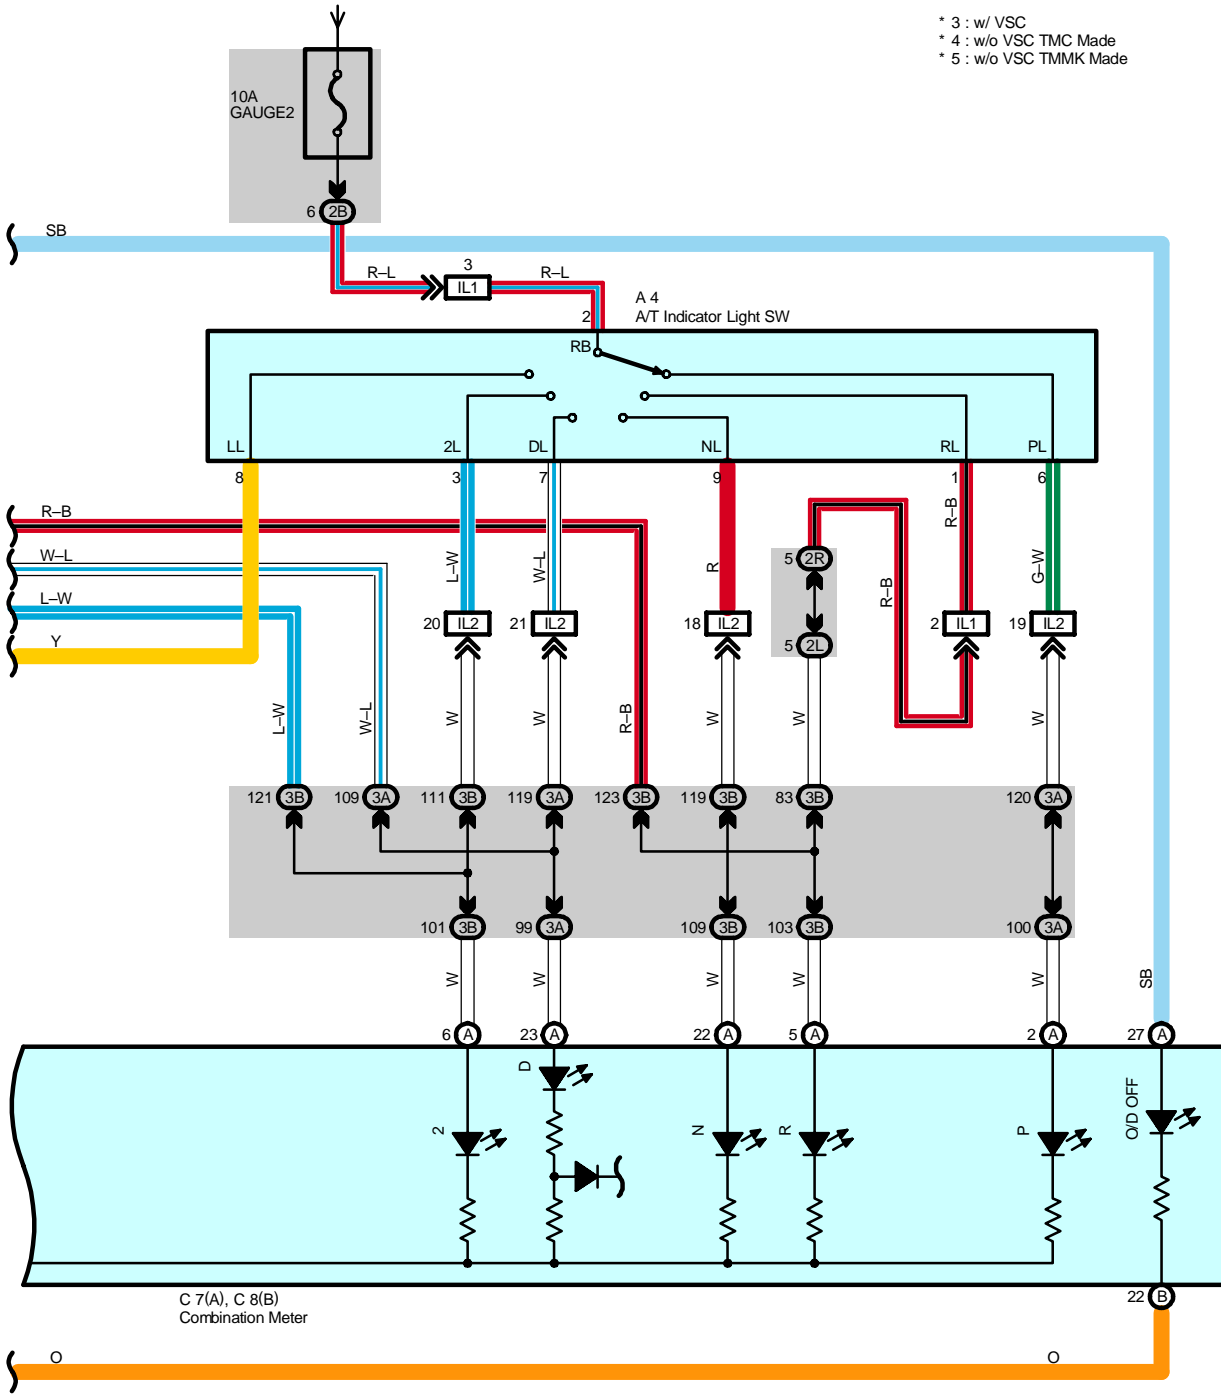 * 3 : w/ VSC
* 4 : w/o VSC TMC Made
* 5 : w/o VSC TMMK Made
10A
GAUGE2
6 2B
SB
R–L
3
IL1
R–L
A 4
A/T Indicator Light SW
2
RB
LL
2L
DL
NL
RL
PL
8
3
7
9
1
6
R–B
W–L
L–W
Y
L–W
W–L
R
R–B
G–W
5 2R
R–B
20 IL2
21 IL2
18 IL2
2 IL1
19 IL2
5 2L
L–W
W–L
W
W
R–B
W
W
W
121 3B
109 3A
111 3B
119 3A
123 3B
119 3B
83 3B
120 3A
101 3B
99 3A
109 3B
103 3B
100 3A
W
W
W
W
W
SB
6 A
23 A
22 A
5 A
2 A
27 A
D
2
N
R
P
O/D OFF
C 7(A), C 8(B)
Combination Meter
22 B
O
O